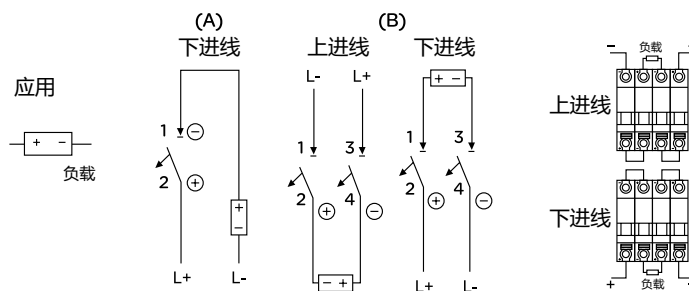 (A)
(B)
下进线
上进线
下进线
应用
+ -
负载
1 -
2 +
+ -
L+ L-
L- L+
1 3
2 + 4 -
- +
+ -
1 3
2 + 4 -
L+ L-
- 负载 -
上进线
下进线
+ 负载 -